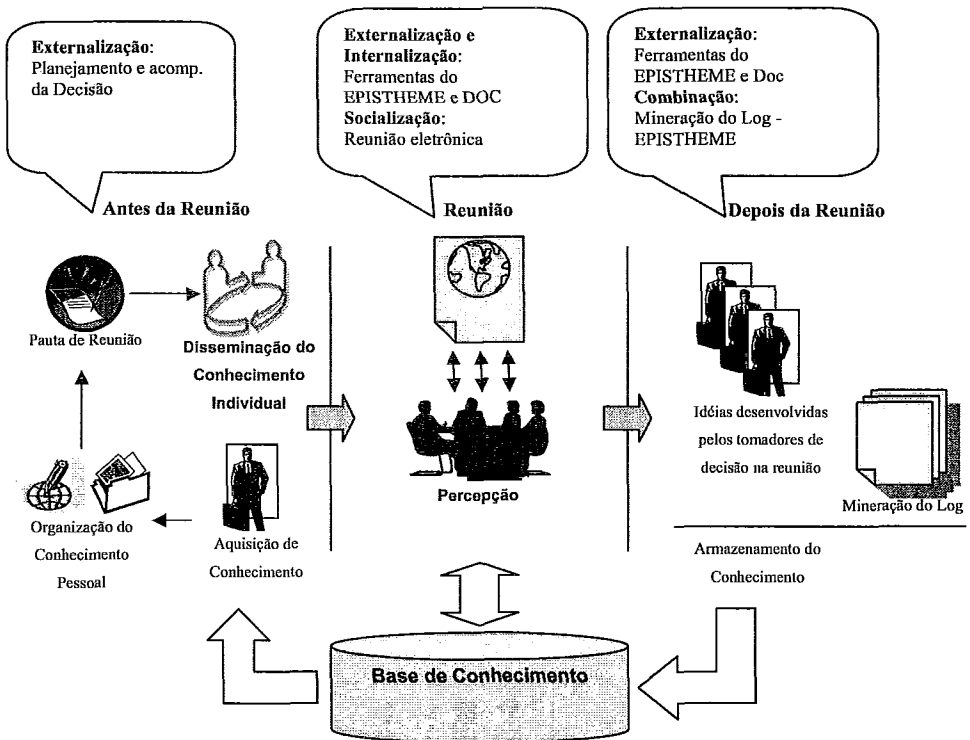 Externalização:
Planejamento e acomp.
da Decisão
Externalização e
Internalização:
Ferramentas do
EPISTHEME e DOC
Socialização:
Reunião eletrônica
Externalização:
Ferramentas do
EPISTHEME e Doc
Combinação:
Mineração do Log -
EPISTHEME
Antes da Reunião
Reunião
Depois da Reunião
Pauta de Reunião
Disseminação do
Conhecimento
Individual
Organização do
Conhecimento
Pessoal
Aquisição de
Conhecimento
Percepção
Idéias desenvolvidas
pelos tomadores de
decisão na reunião
Mineração do Log
Armazenamento do
Conhecimento
Base de Conhecimento